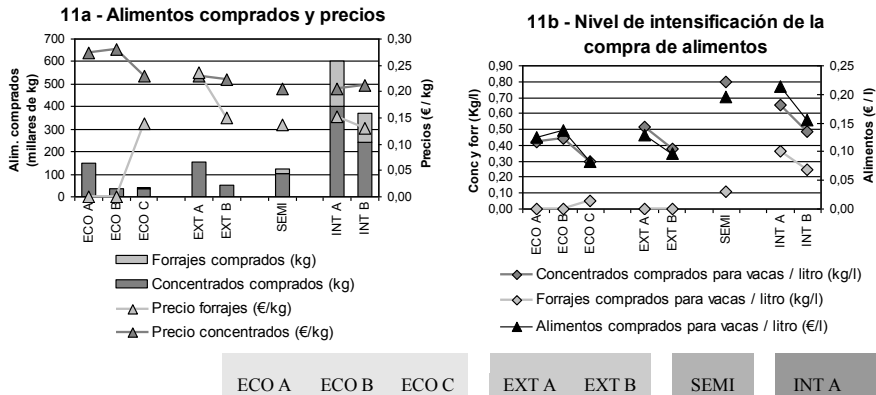 11a - Alimentos comprados y precios
700
600
500
400
300
200
100
0
Alim. comprados
(millares de kg)
0,30
0,25
0,20
0,15
0,10
0,05
0,00
Precios (€ / kg)
ECO A
ECO B
ECO C
EXT A
EXT B
SEMI
INT A
INT B
Forrajes comprados (kg)
Concentrados comprados (kg)
Precio forrajes (€/kg)
Precio concentrados (€/kg)
11b - Nivel de intensificación de la
compra de alimentos
0,90
0,80
0,70
0,60
0,50
0,40
0,30
0,20
0,10
0,00
Conc y forr (Kg/l)
0,25
0,20
0,15
0,10
0,05
0,00
Alimentos (€ / l)
ECO A
ECO B
ECO C
EXT A
EXT B
SEMI
INT A
INT B
Concentrados comprados para vacas / litro (kg/l)
Forrajes comprados para vacas / litro (kg/l)
Alimentos comprados para vacas / litro (€/l)
ECO A ECO B ECO C EXT A EXT B SEMI INT A